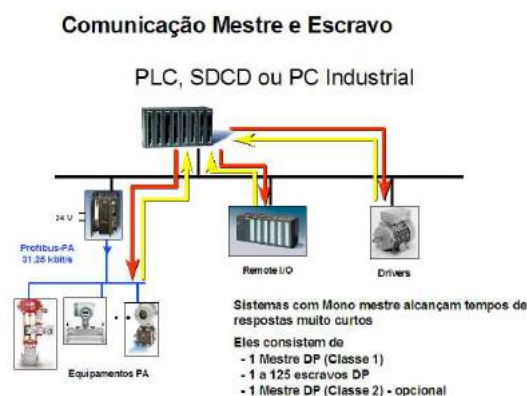 Comunicação Mestre e Escravo
PLC, SDCD ou PC Industrial
24 V
Profibus-PA
31.25 kbit/s
Remote I/O
Drivers
Equipamentos PA
Sistemas com Mono mestre alcançam tempos de
respostas muito curtos
Eles consistem de
- 1 Mestre DP (Classe 1)
- 1 a 125 escravos DP
- 1 Mestre DP (Classe 2) - opcional